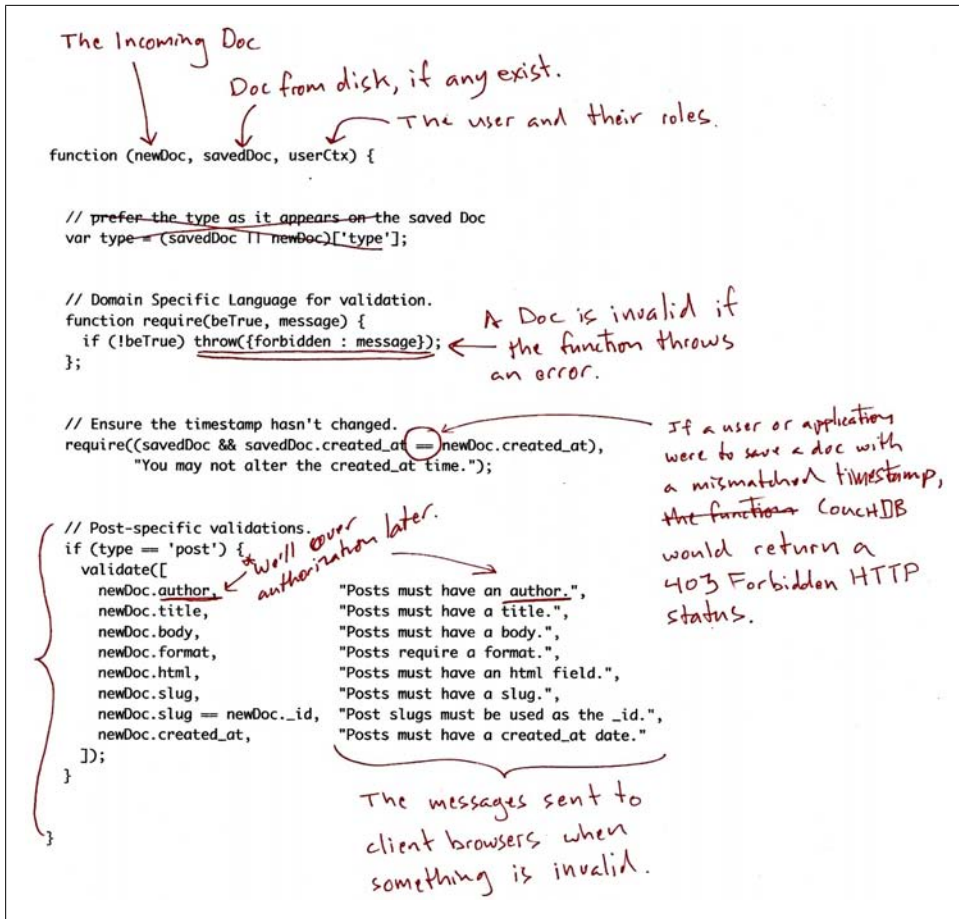 The Incoming Doc
Doc from disk, if any exist.
The user and their roles.
function (newDoc, savedDoc, userCtx) {
// prefer the type as it appears on the saved Doc
var type = (savedDoc || newDoc)['type'];
// Domain Specific Language for validation.
function require(beTrue, message) {
if (!beTrue) throw({forbidden : message});
};
A Doc is invalid if
the function throws
an error.
// Ensure the timestamp hasn't changed.
require((savedDoc && savedDoc.created_at == newDoc.created_at),
"You may not alter the created_at time.");
If a user or application
were to save a doc with
a mismatched timestamp,
the function CouchDB
would return a
403 Forbidden HTTP
status.
// Post-specific validations.
if (type == 'post') {
validate([
*We'll cover
authorization later.
newDoc.author, "Posts must have an author.",
newDoc.title, "Posts must have a title.",
newDoc.body, "Posts must have a body.",
newDoc.format, "Posts require a format.",
newDoc.html, "Posts must have an html field.",
newDoc.slug, "Posts must have a slug.",
newDoc.slug == newDoc._id, "Post slugs must be used as the _id.",
newDoc.created_at, "Posts must have a created_at date."
]);
}
}
The messages sent to
client browsers when
something is invalid.